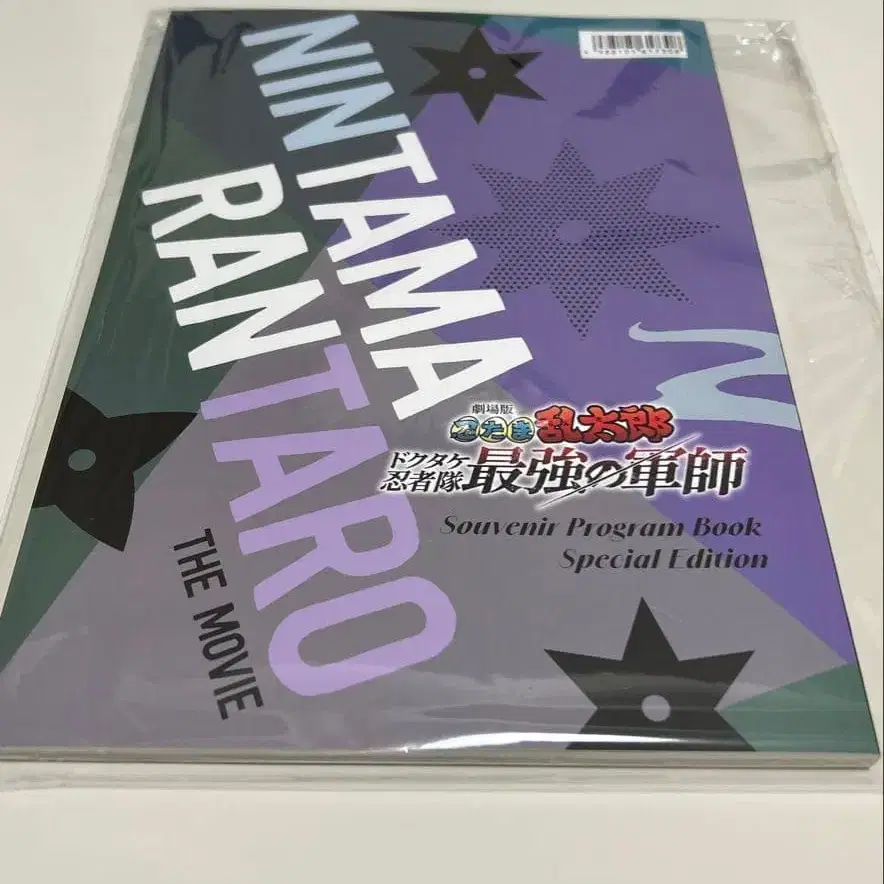 NINTAMA
RANTARO
THE MOVIE
劇場版
忍たま乱太郎
ドクタケ
忍者隊
最強の軍師
Souvenir Program Book
Special Edition